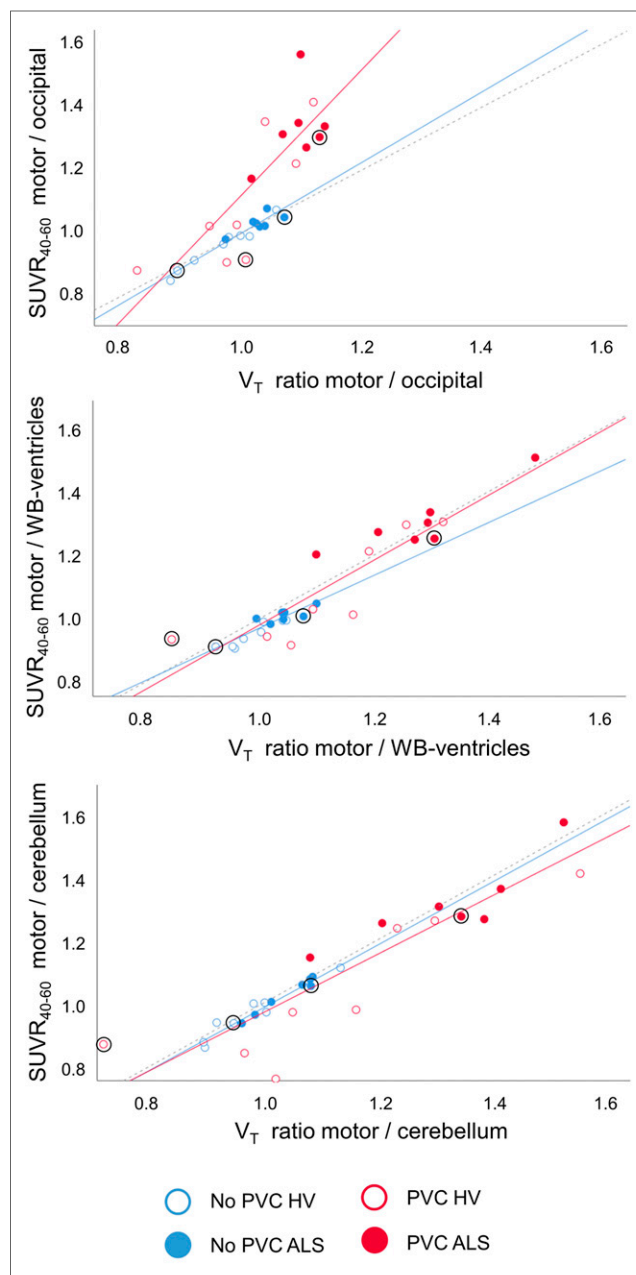 1.6
1.4
1.2
1.0
0.8
SUVR40-60 motor / occipital
0.8 1.0 1.2 1.4 1.6
VT ratio motor / occipital
1.6
1.4
1.2
1.0
0.8
SUVR40-60 motor / WB-ventricles
0.8 1.0 1.2 1.4 1.6
VT ratio motor / WB-ventricles
1.6
1.4
1.2
1.0
0.8
SUVR40-60 motor / cerebellum
0.8 1.0 1.2 1.4 1.6
VT ratio motor / cerebellum
No PVC HV PVC HV
No PVC ALS PVC ALS